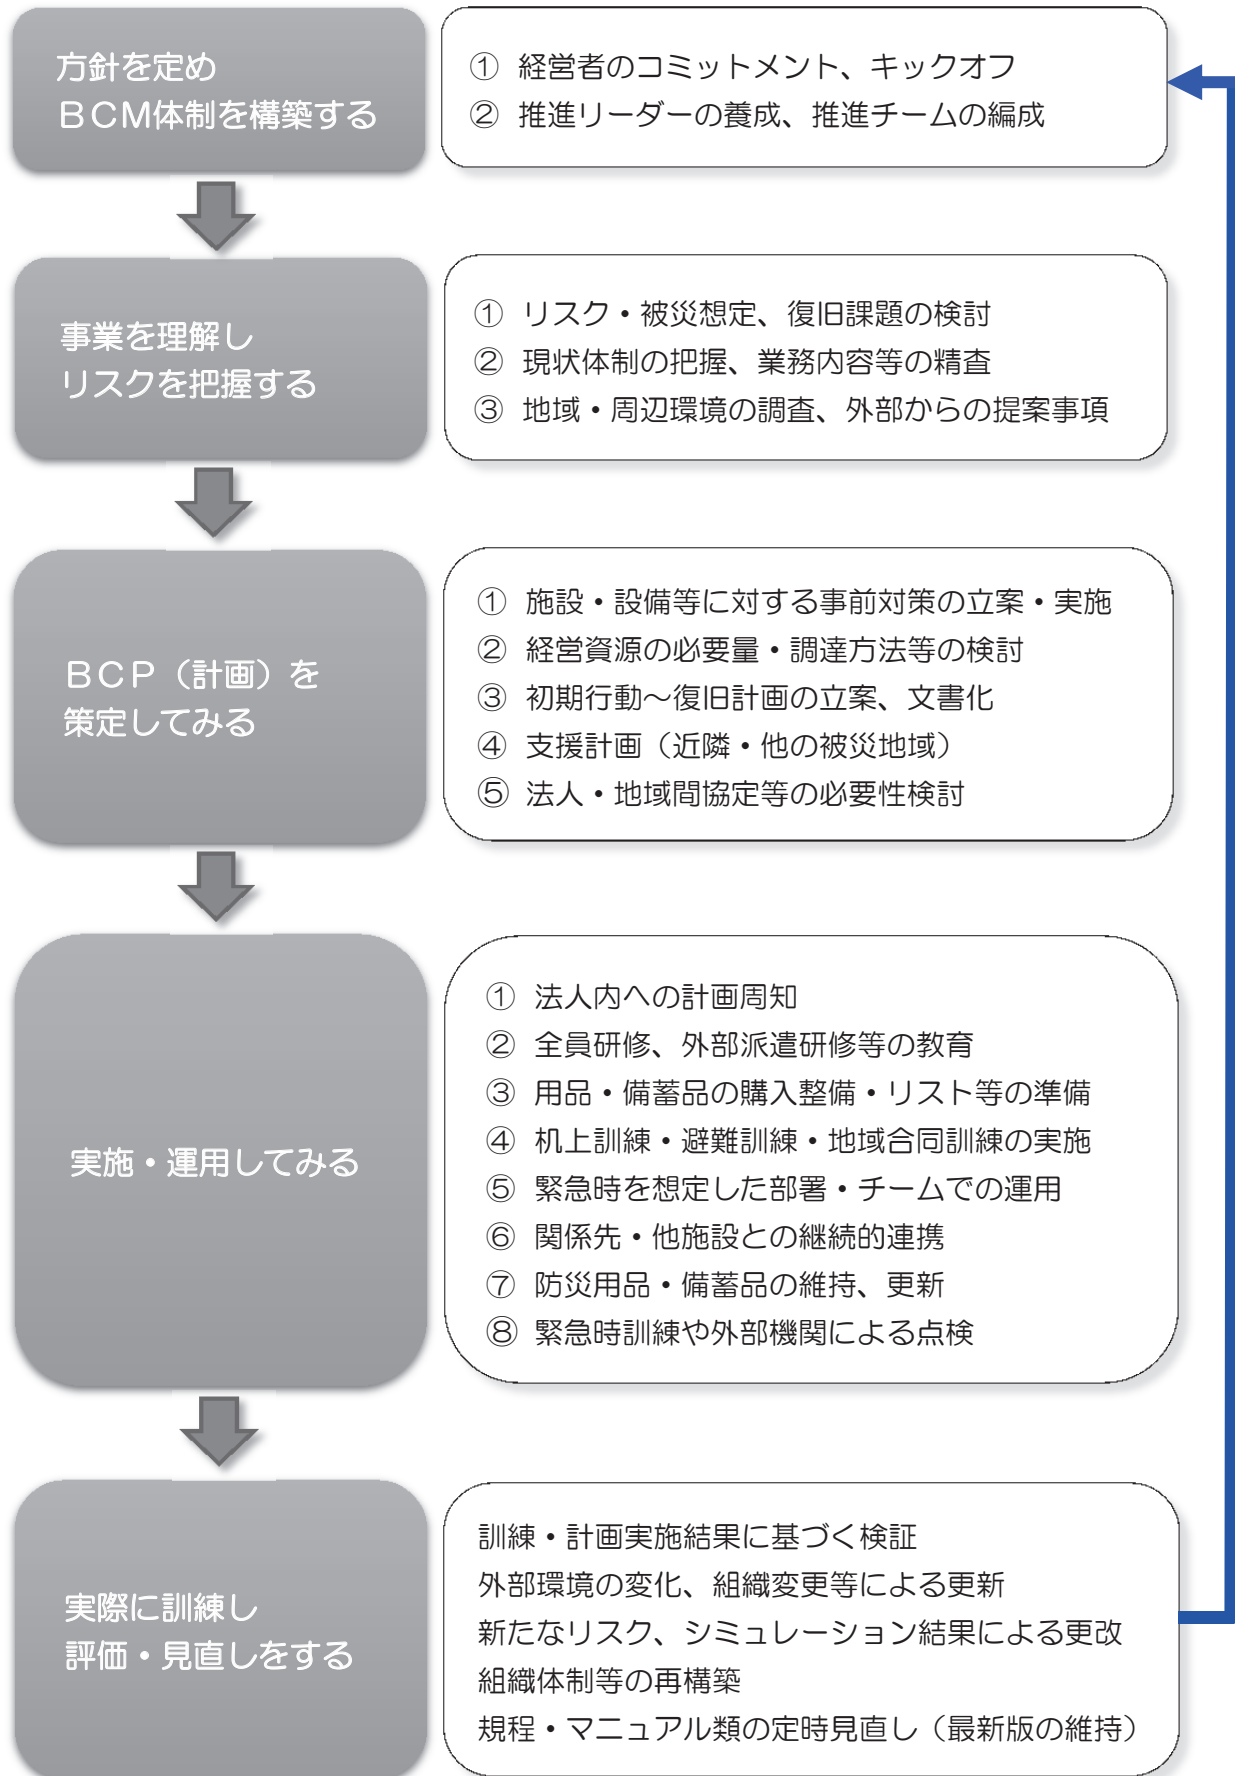 方針を定め
ＢＣＭ体制を構築する
① 経営者のコミットメント、キックオフ
② 推進リーダーの養成、推進チームの編成
事業を理解し
リスクを把握する
① リスク・被災想定、復旧課題の検討
② 現状体制の把握、業務内容等の精査
③ 地域・周辺環境の調査、外部からの提案事項
ＢＣＰ（計画）を
策定してみる
① 施設・設備等に対する事前対策の立案・実施
② 経営資源の必要量・調達方法等の検討
③ 初期行動～復旧計画の立案、文書化
④ 支援計画（近隣・他の被災地域）
⑤ 法人・地域間協定等の必要性検討
実施・運用してみる
① 法人内への計画周知
② 全員研修、外部派遣研修等の教育
③ 用品・備蓄品の購入整備・リスト等の準備
④ 机上訓練・避難訓練・地域合同訓練の実施
⑤ 緊急時を想定した部署・チームでの運用
⑥ 関係先・他施設との継続的連携
⑦ 防災用品・備蓄品の維持、更新
⑧ 緊急時訓練や外部機関による点検
実際に訓練し
評価・見直しをする
訓練・計画実施結果に基づく検証
外部環境の変化、組織変更等による更新
新たなリスク、シミュレーション結果による更改
組織体制等の再構築
規程・マニュアル類の定時見直し（最新版の維持）